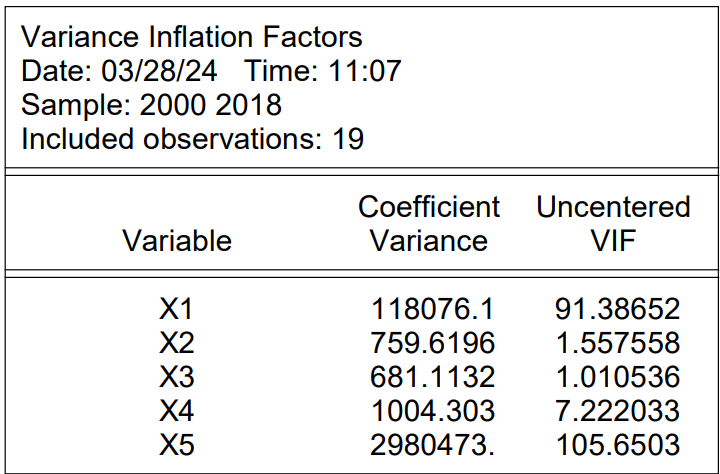 Variance Inflation Factors
Date: 03/28/24 Time: 11:07
Sample: 2000 2018
Included observations: 19
Coefficient Uncentered
Variable Variance VIF
X1 118076.1 91.38652
X2 759.6196 1.557558
X3 681.1132 1.010536
X4 1004.303 7.222033
X5 2980473. 105.6503